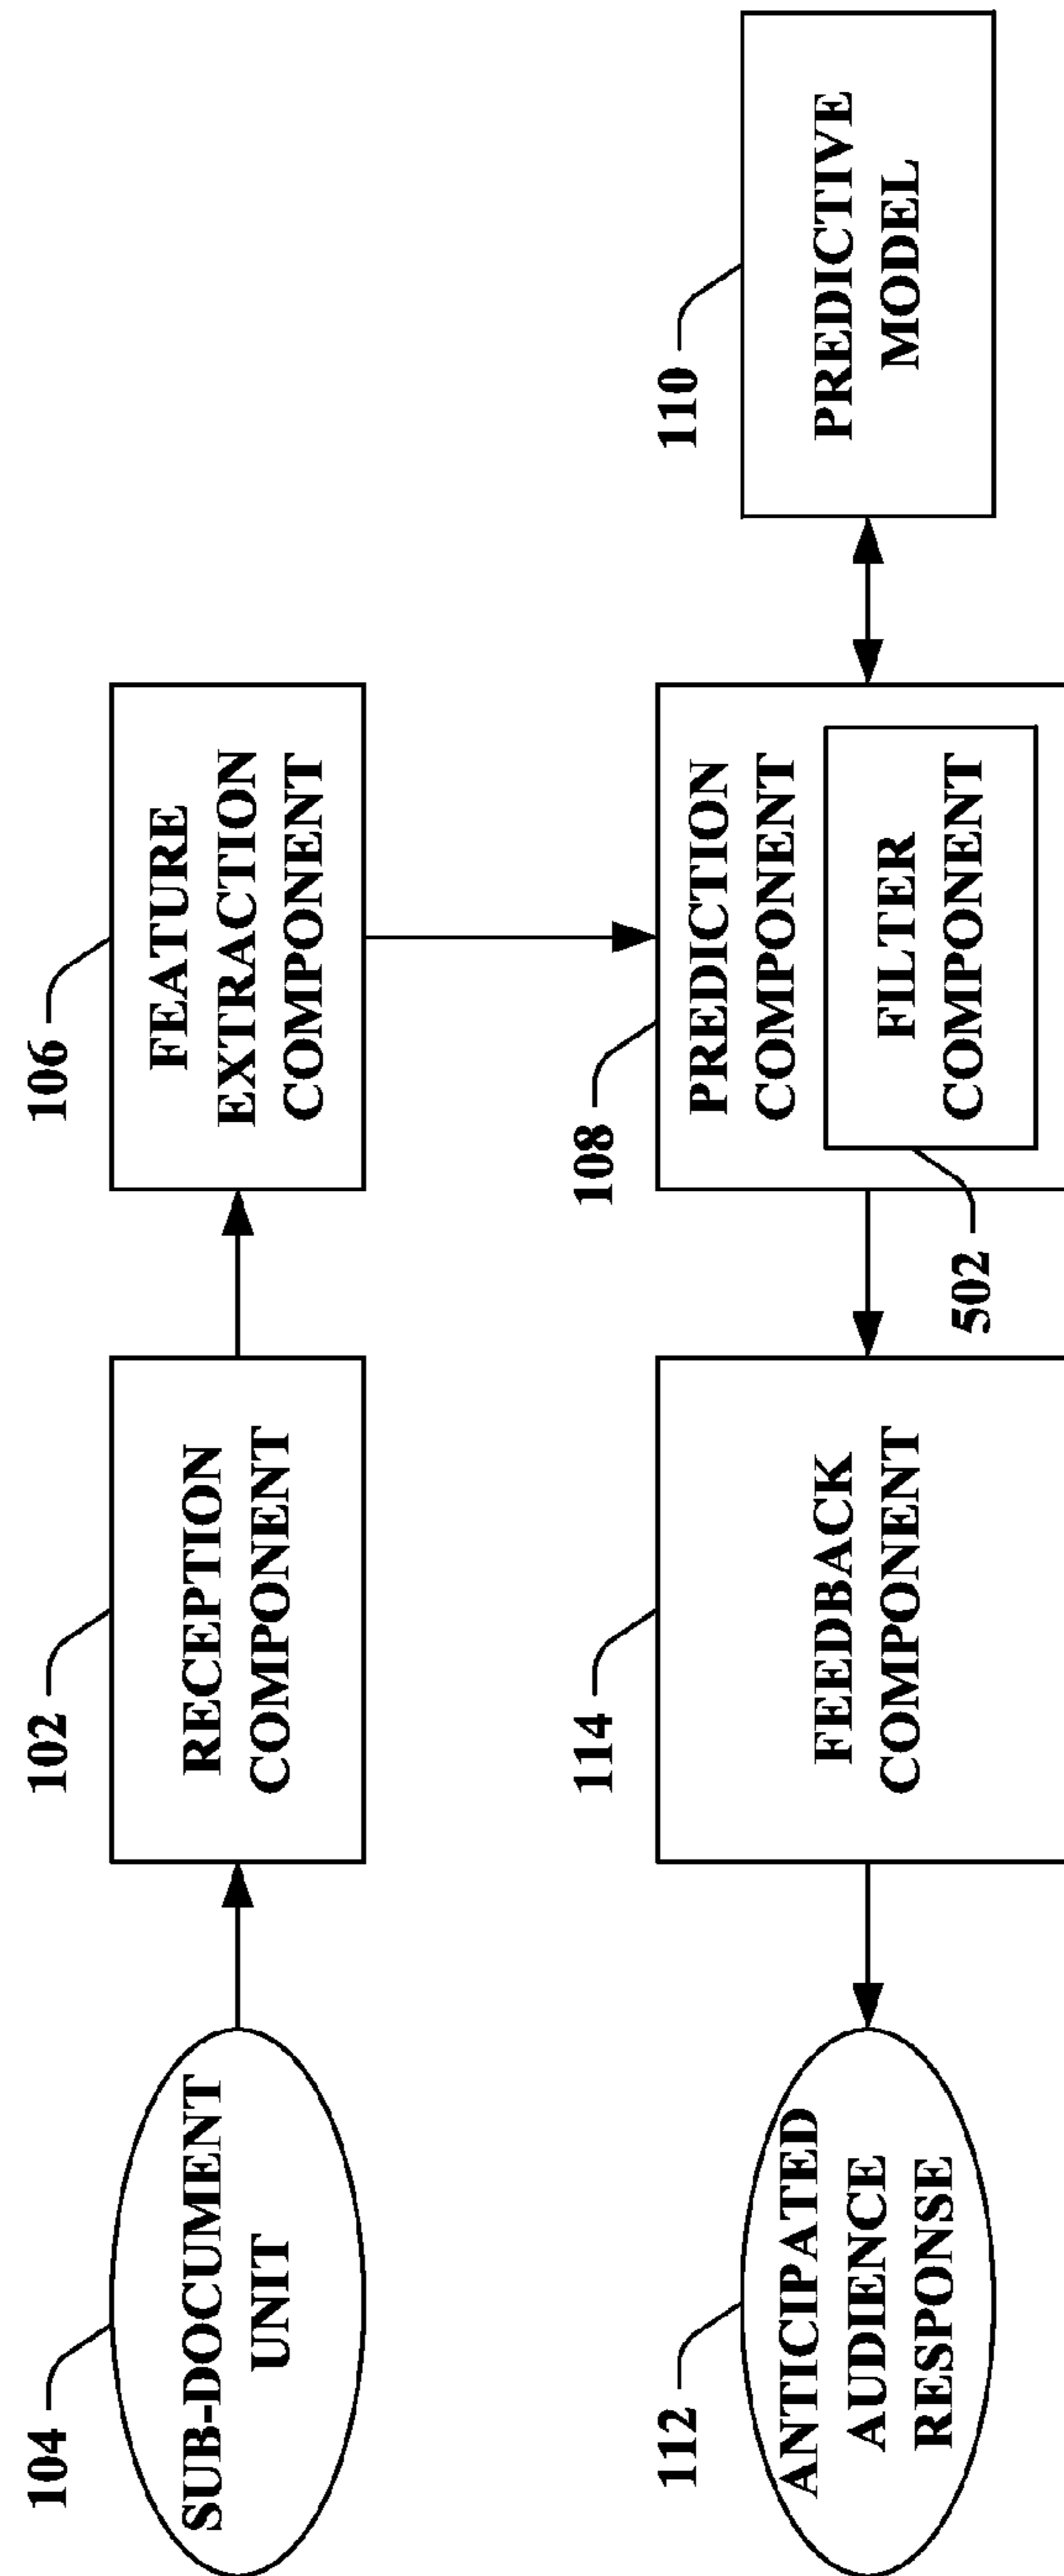 104
SUB-DOCUMENT
UNIT
102
RECEPTION
COMPONENT
106
FEATURE
EXTRACTION
COMPONENT
112
ANTICIPATED
AUDIENCE
RESPONSE
114
FEEDBACK
COMPONENT
108
PREDICTION
COMPONENT
FILTER
COMPONENT
502
110
PREDICTIVE
MODEL